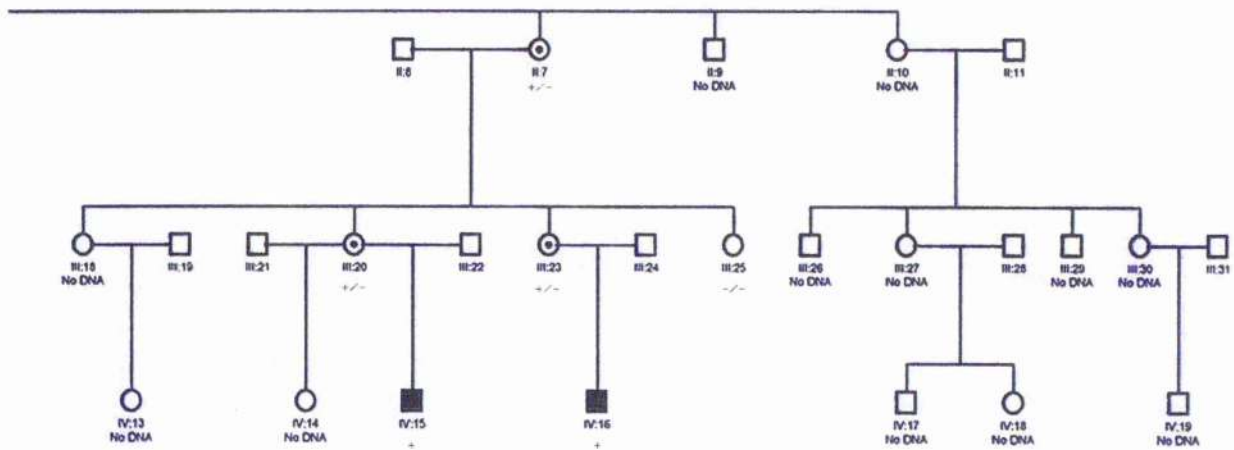 II:8 II:7 II:9 II:10 II:11
+/- No DNA No DNA
III:18 III:19 III:21 III:20 III:22 III:23 III:24 III:25 III:26 III:27 III:28 III:29 III:30 III:31
No DNA +/- +/- -/- No DNA No DNA No DNA No DNA
IV:13 IV:14 IV:15 IV:16 IV:17 IV:18 IV:19
No DNA No DNA + + No DNA No DNA No DNA